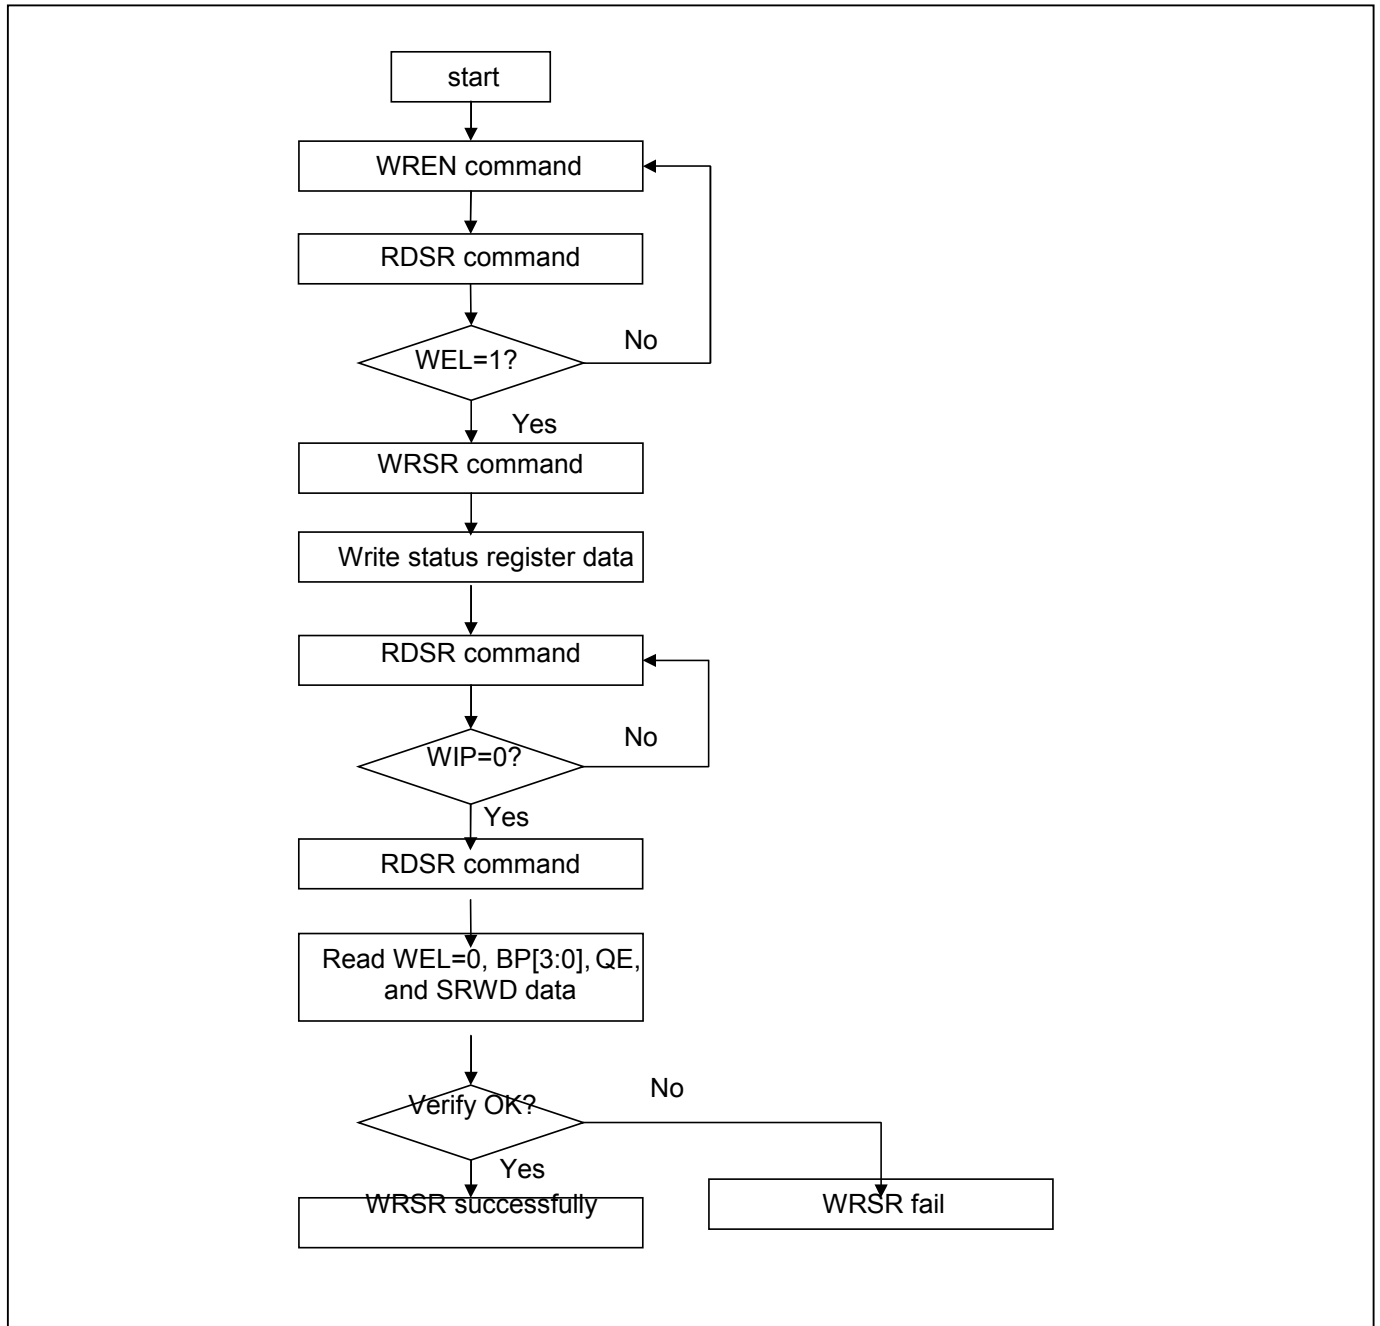 start
WREN command
RDSR command
WEL=1?
No
Yes
WRSR command
Write status register data
RDSR command
WIP=0?
No
Yes
RDSR command
Read WEL=0, BP[3:0], QE,
and SRWD data
Verify OK?
No
Yes
WRSR successfully
WRSR fail